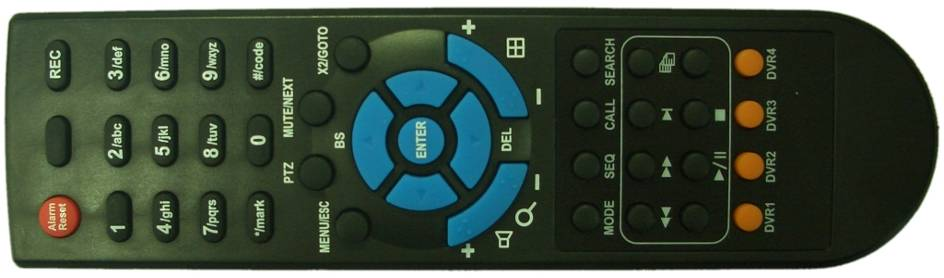 Alarm
Reset
REC
1
2/abc
3/def
4/ghi
5/jkl
6/mno
7/pqrs
8/tuv
9/wxyz
*/mark
0
#/code
PTZ
MUTE/NEXT
MENU/ESC
X2/GOTO
BS
ENTER
DEL
+
-
+
-
MODE
SEQ
CALL
SEARCH
DVR1
DVR2
DVR3
DVR4